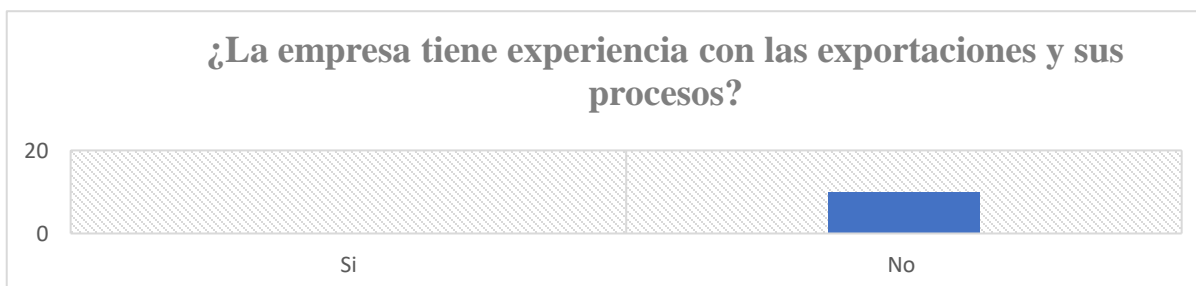 ¿La empresa tiene experiencia con las exportaciones y sus
procesos?
20
0
Si
No